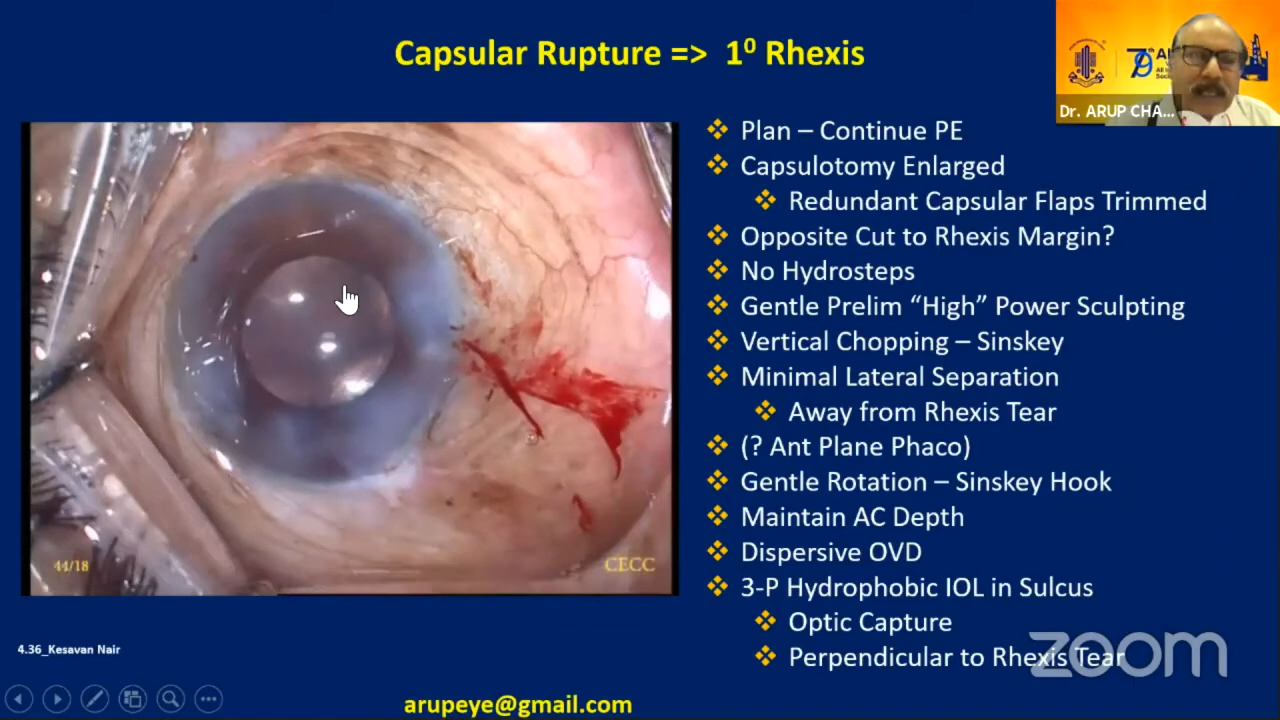 Capsular Rupture => 1⁰ Rhexis
79th
Dr. ARUP CHA...
Plan – Continue PE
Capsulotomy Enlarged
Redundant Capsular Flaps Trimmed
Opposite Cut to Rhexis Margin?
No Hydrosteps
Gentle Prelim “High” Power Sculpting
Vertical Chopping – Sinskey
Minimal Lateral Separation
Away from Rhexis Tear
(? Ant Plane Phaco)
Gentle Rotation – Sinskey Hook
Maintain AC Depth
Dispersive OVD
3-P Hydrophobic IOL in Sulcus
Optic Capture
Perpendicular to Rhexis Tear
zoom
44/18
CECC
4.36_Kesavan Nair
arupeye@gmail.com